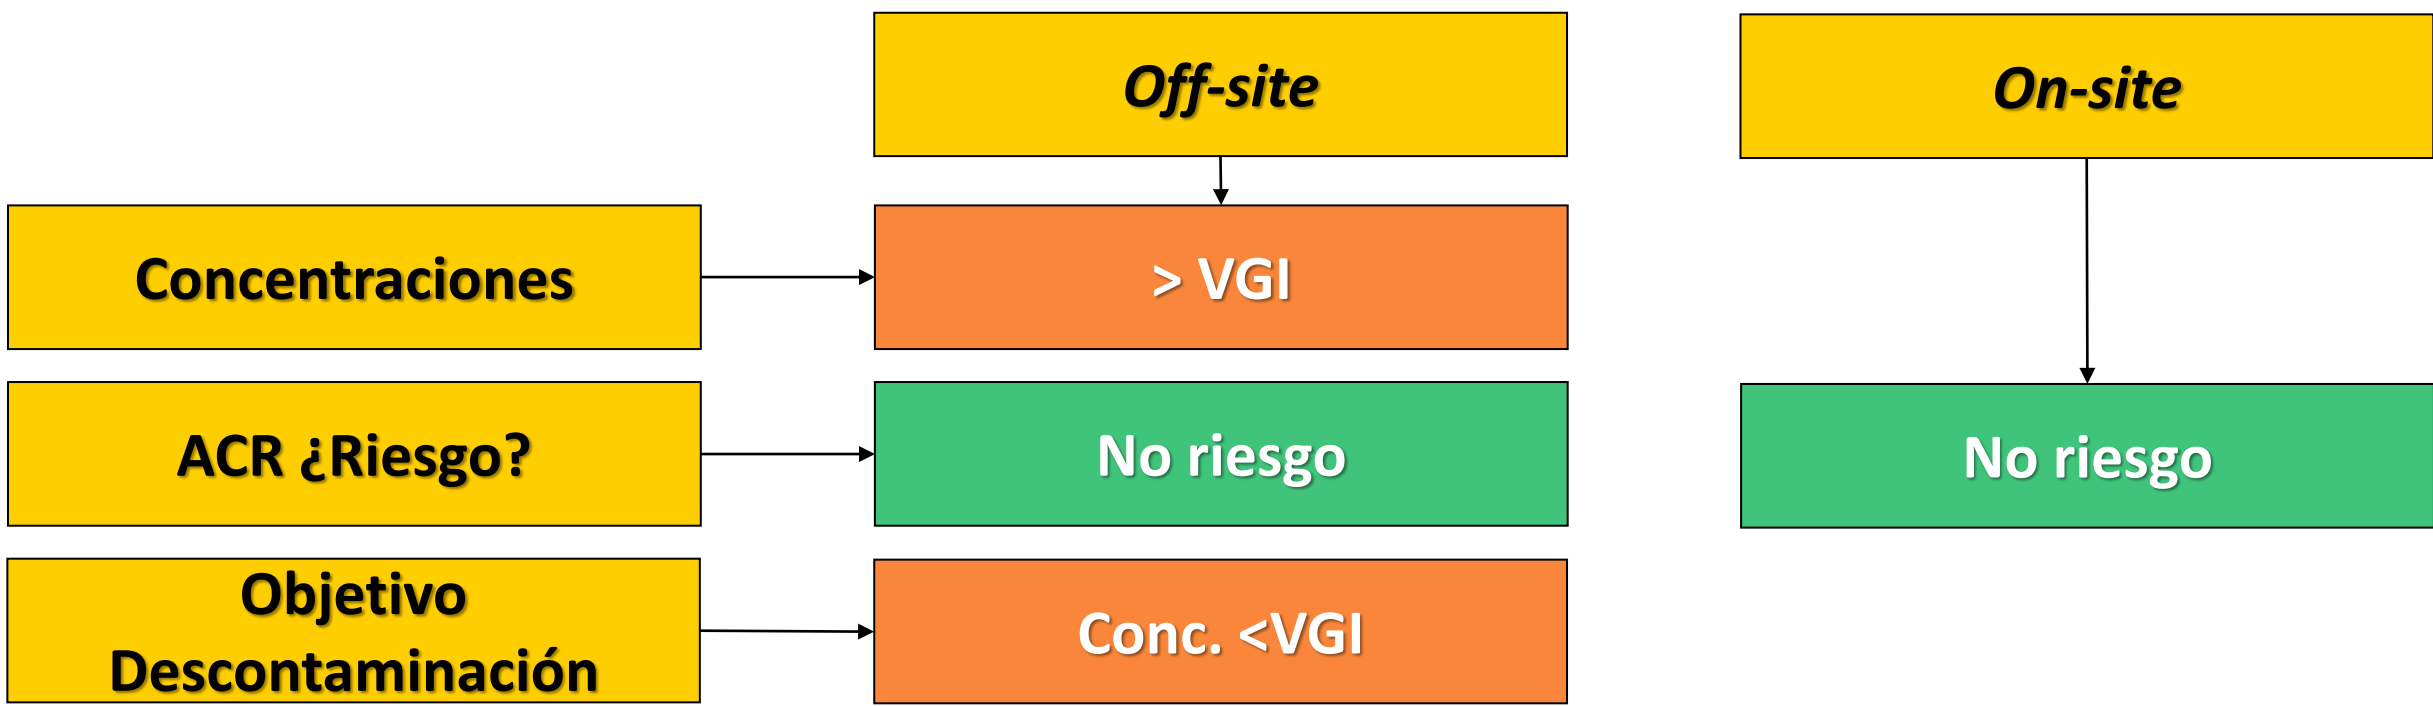 Off-site
On-site
Concentraciones
> VGI
ACR ¿Riesgo?
No riesgo
No riesgo
Objetivo
Descontaminación
Conc. <VGI